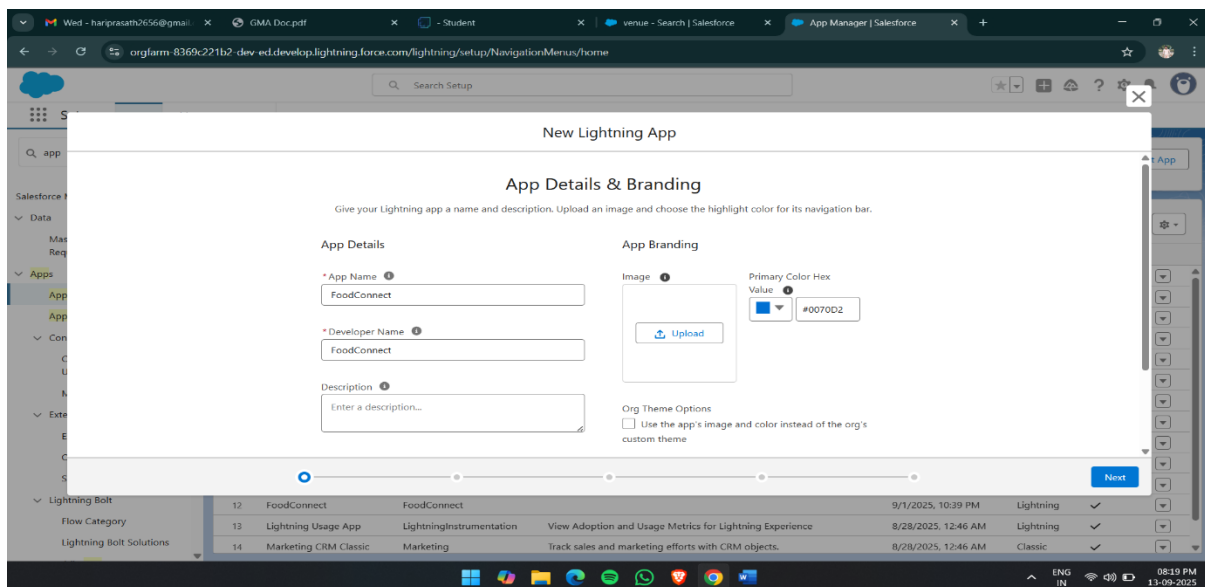 Wed - hariprasath2656@gmail
GMA Doc.pdf
- Student
venue - Search | Salesforce
App Manager | Salesforce
orgfarm-8369c221b2-dev-ed.develop.lightning.force.com/lightning/setup/NavigationMenus/home
Search Setup
S
New Lightning App
app
t App
App Details & Branding
Give your Lightning app a name and description. Upload an image and choose the highlight color for its navigation bar.
Salesforce
Data
Mas
Req
Apps
App
App
Con
C
U
M
Exte
E
C
S
App Details
App Branding
*App Name
FoodConnect
*Developer Name
FoodConnect
Description
Enter a description...
Image
Upload
Primary Color Hex
Value
#0070D2
Org Theme Options
Use the app's image and color instead of the org's
custom theme
Next
Lightning Bolt
Flow Category
Lightning Bolt Solutions
12 FoodConnect FoodConnect 9/1/2025, 10:39 PM Lightning
13 Lightning Usage App LightningInstrumentation View Adoption and Usage Metrics for Lightning Experience 8/28/2025, 12:46 AM Lightning
14 Marketing CRM Classic Marketing Track sales and marketing efforts with CRM objects. 8/28/2025, 12:46 AM Classic
ENG
IN
08:19 PM
13-09-2025